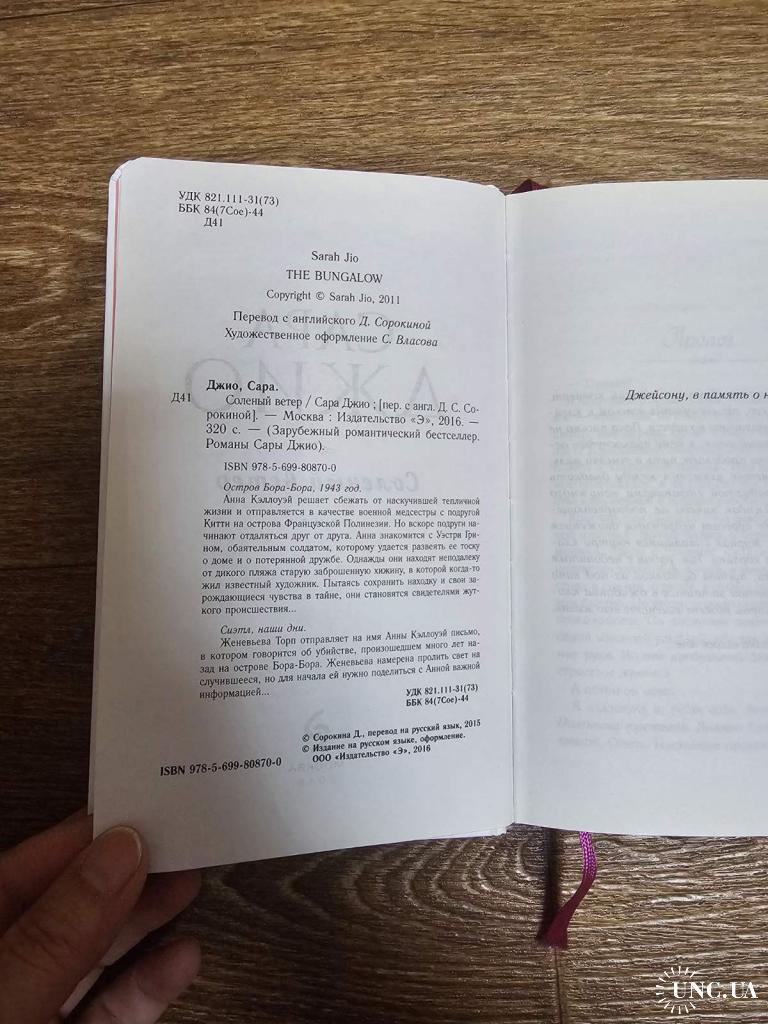 УДК 821.111-31(73)
ББК 84(7Сое)-44
Д41
Sarah Jio
THE BUNGALOW
Copyright © Sarah Jio, 2011
Перевод с английского Д. Сорокиной
Художественное оформление С. Власова
Джио, Сара.
Д41 Соленый ветер / Сара Джио ; [пер. с англ. Д. С. Со-
рокиной]. — Москва : Издательство «Э», 2016. —
320 с. — (Зарубежный романтический бестселлер.
Романы Сары Джио).
ISBN 978-5-699-80870-0
Остров Бора-Бора, 1943 год.
Анна Кэллоуэй решает сбежать от наскучившей тепличной
жизни и отправляется в качестве военной медсестры с подругой
Китти на острова Французской Полинезии. Но вскоре подруги на-
чинают отдаляться друг от друга. Анна знакомится с Уэстри Гри-
ном, обаятельным солдатом, которому удается развеять ее тоску
о доме и о потерянной дружбе. Однажды они находят неподалеку
от дикого пляжа старую заброшенную хижину, в которой когда-то
жил известный художник. Пытаясь сохранить находку и свои за-
рождающиеся чувства в тайне, они становятся свидетелями жут-
кого происшествия...
Сиэтл, наши дни.
Женевьева Торп отправляет на имя Анны Кэллоуэй письмо,
в котором говорится об убийстве, произошедшем много лет на-
зад на острове Бора-Бора. Женевьева намерена пролить свет на
случившееся, но для начала ей нужно поделиться с Анной важной
информацией...
УДК 821.111-31(73)
ББК 84(7Сое)-44
© Сорокина Д., перевод на русский язык, 2015
© Издание на русском языке, оформление.
ООО «Издательство «Э», 2016
ISBN 978-5-699-80870-0
Джейсону, в память о н
UNC.UA